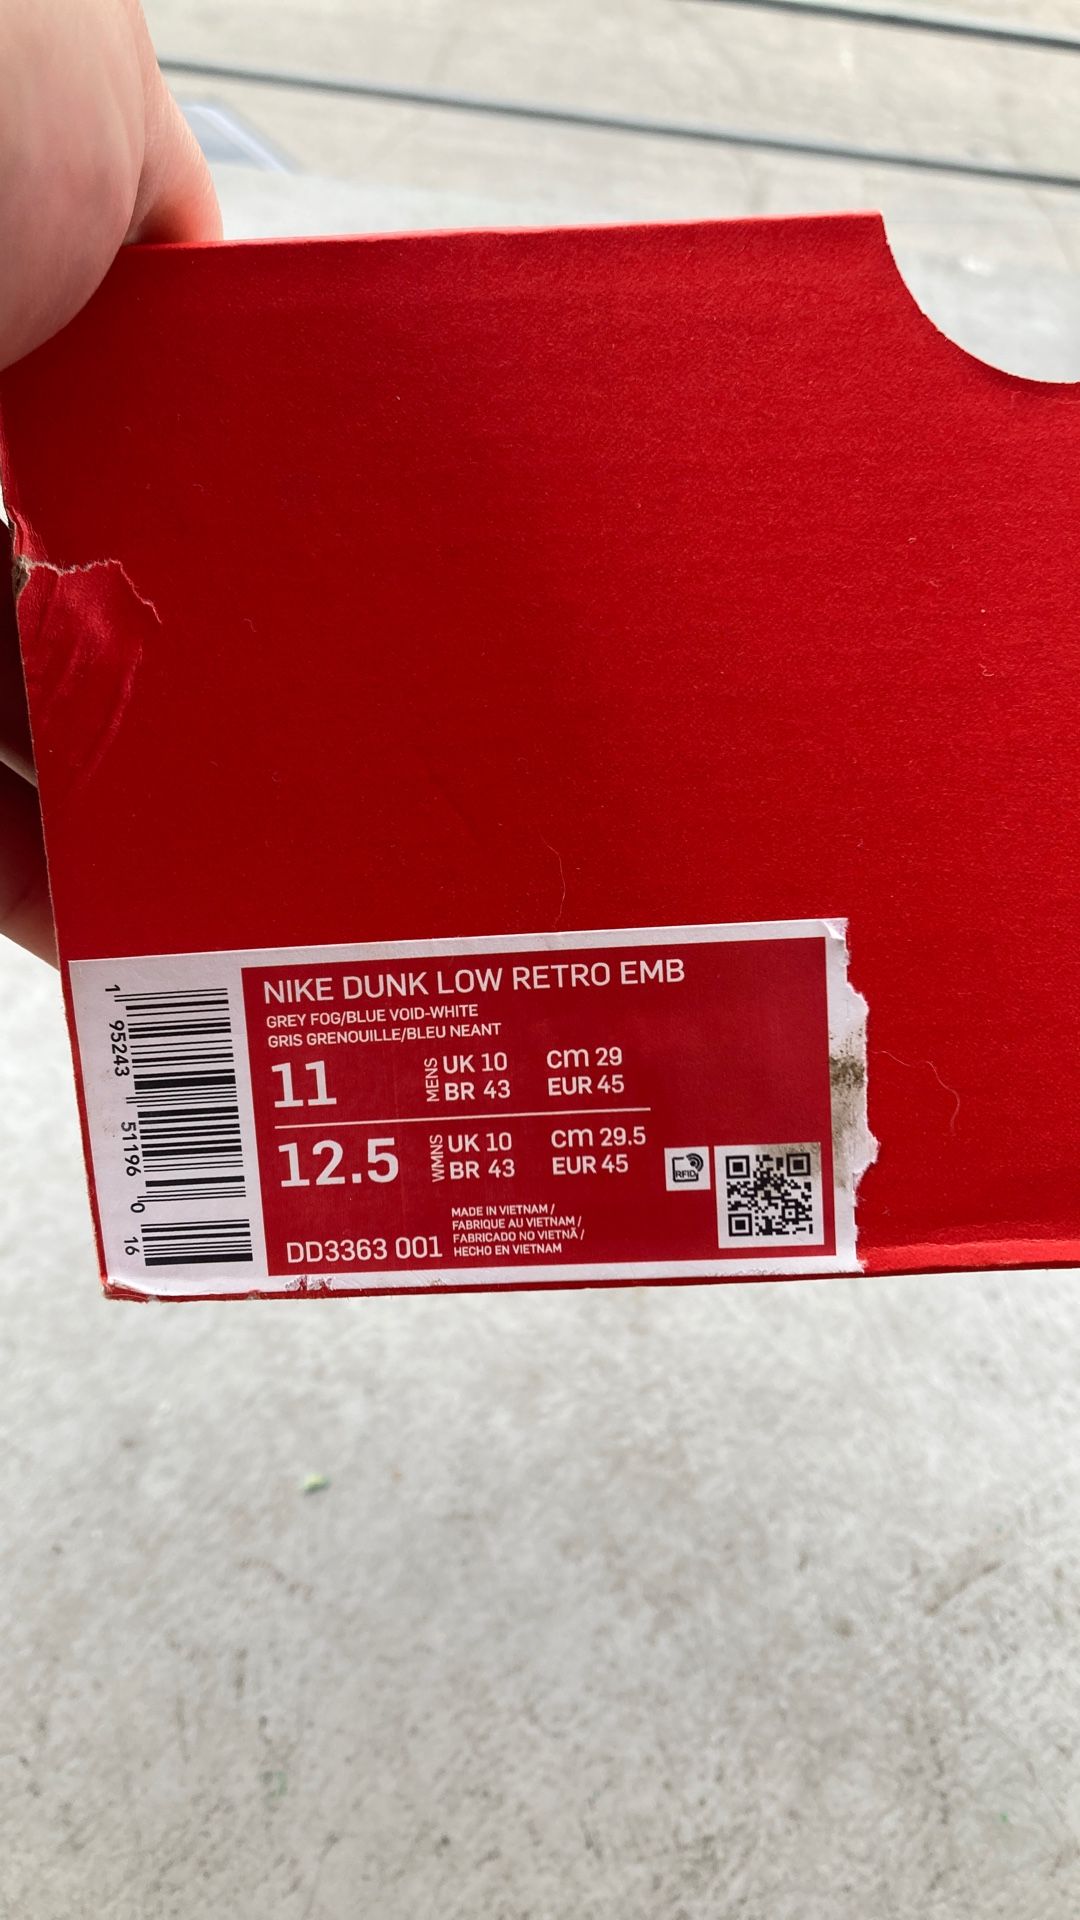 NIKE DUNK LOW RETRO EMB
GREY FOG/BLUE VOID-WHITE
GRIS GRENOUILLE/BLEU NEANT
11 MENS UK 10 CM 29
BR 43 EUR 45
12.5 WMNS UK 10 CM 29.5
BR 43 EUR 45
RFID
MADE IN VIETNAM /
FABRIQUE AU VIETNAM /
FABRICADO NO VIETNÃ /
HECHO EN VIETNAM
DD3363 001
1 95243 51196 0 16